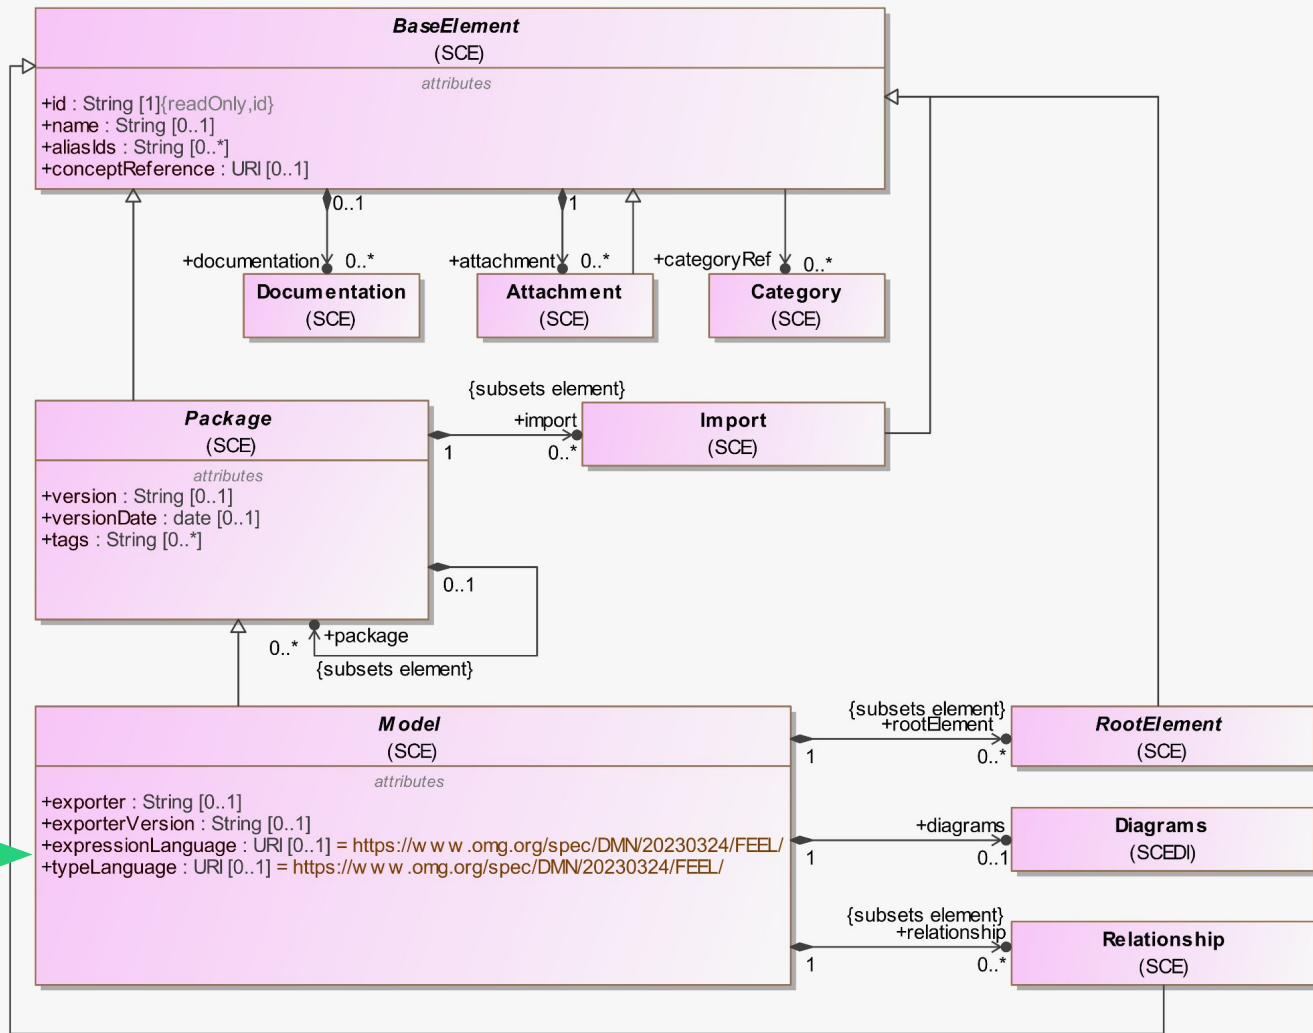 BaseElement
(SCE)
attributes
+id : String [1]{readOnly,id}
+name : String [0..1]
+aliasIds : String [0..*]
+conceptReference : URI [0..1]
0..1
1
+documentation 0..*
+attachment 0..*
+categoryRef 0..*
Documentation
(SCE)
Attachment
(SCE)
Category
(SCE)
{subsets element}
Package
(SCE)
+import
1
0..*
Import
(SCE)
attributes
+version : String [0..1]
+versionDate : date [0..1]
+tags : String [0..*]
0..1
+package
0..*
{subsets element}
Model
(SCE)
attributes
+exporter : String [0..1]
+exporterVersion : String [0..1]
+expressionLanguage : URI [0..1] = https://www.omg.org/spec/DMN/20230324/FEEL/
+typeLanguage : URI [0..1] = https://www.omg.org/spec/DMN/20230324/FEEL/
{subsets element}
+rootElement
1
0..*
RootElement
(SCE)
+diagrams
1
0..1
Diagrams
(SCEDI)
{subsets element}
+relationship
1
0..*
Relationship
(SCE)